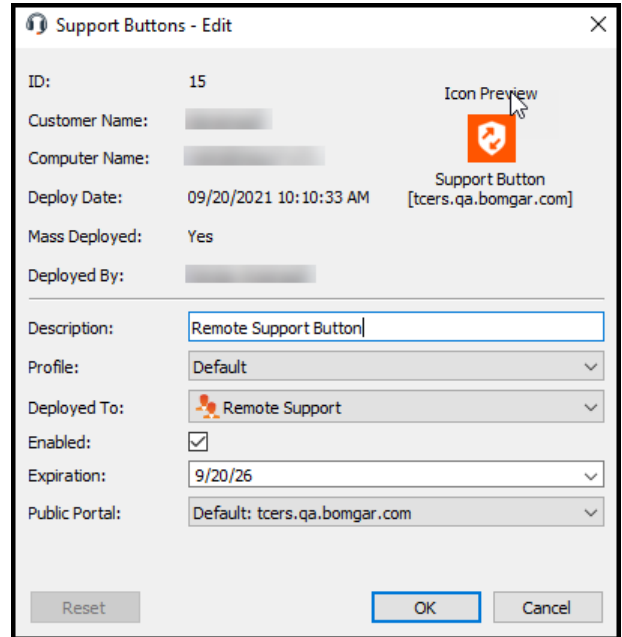 Support Buttons - Edit
ID: 15
Icon Preview
Customer Name:
Computer Name:
Support Button
[tcers.qa.bomgar.com]
Deploy Date: 09/20/2021 10:10:33 AM
Mass Deployed: Yes
Deployed By:
Description: Remote Support Button
Profile: Default
Deployed To: Remote Support
Enabled:
Expiration: 9/20/26
Public Portal: Default: tcers.qa.bomgar.com
Reset OK Cancel